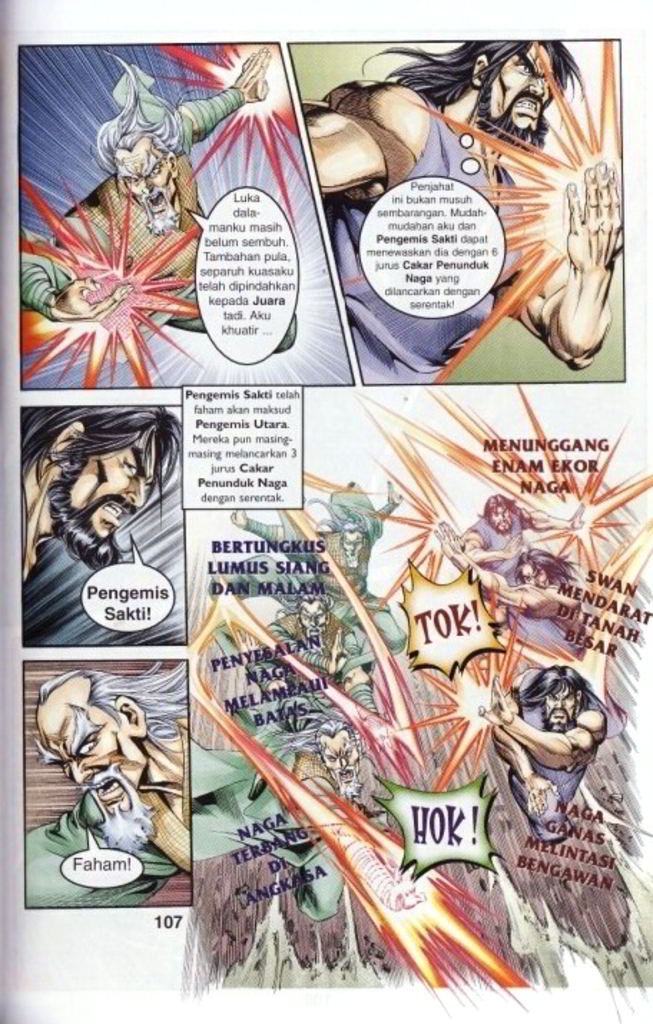 Luka
dala-
manku masih
belum sembuh.
Tambahan pula,
separuh kuasaku
telah dipindahkan
kepada Juara
tadi. Aku
khuatir ...
Penjahat
ini bukan musuh
sembarangan. Mudah-
mudahan aku dan
Pengemis Sakti dapat
menewaskan dia dengan 6
jurus Cakar Penunduk
Naga yang
dilancarkan dengan
serentak!
Pengemis Sakti telah
faham akan maksud
Pengemis Utara.
Mereka pun masing-
masing melancarkan 3
jurus Cakar
Penunduk Naga
dengan serentak.
Pengemis
Sakti!
Faham!
MENUNGGANG
ENAM EKOR
NAGA
BERTUNGKUS
LUMUS SIANG
DAN MALAM
SWAN
MENDARAT
DI TANAH
BESAR
TOK!
PENYESALAN
NAGA
MELAMPAUI
BATAS
HOK!
NAGA
TERBANG
DI
ANGKASA
NAGA
GANAS
MELINTASI
BENGAWAN
107